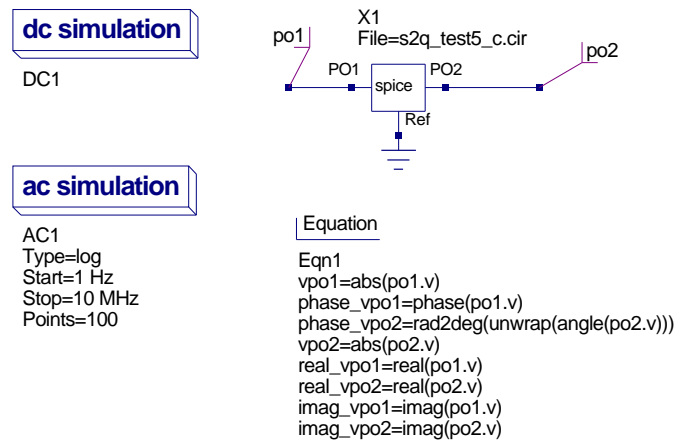 dc simulation
DC1
po1
X1
File=s2q_test5_c.cir
po2
PO1
PO2
spice
Ref
ac simulation
AC1
Type=log
Start=1 Hz
Stop=10 MHz
Points=100
Equation
Eqn1
vpo1=abs(po1.v)
phase_vpo1=phase(po1.v)
phase_vpo2=rad2deg(unwrap(angle(po2.v)))
vpo2=abs(po2.v)
real_vpo1=real(po1.v)
real_vpo2=real(po2.v)
imag_vpo1=imag(po1.v)
imag_vpo2=imag(po2.v)